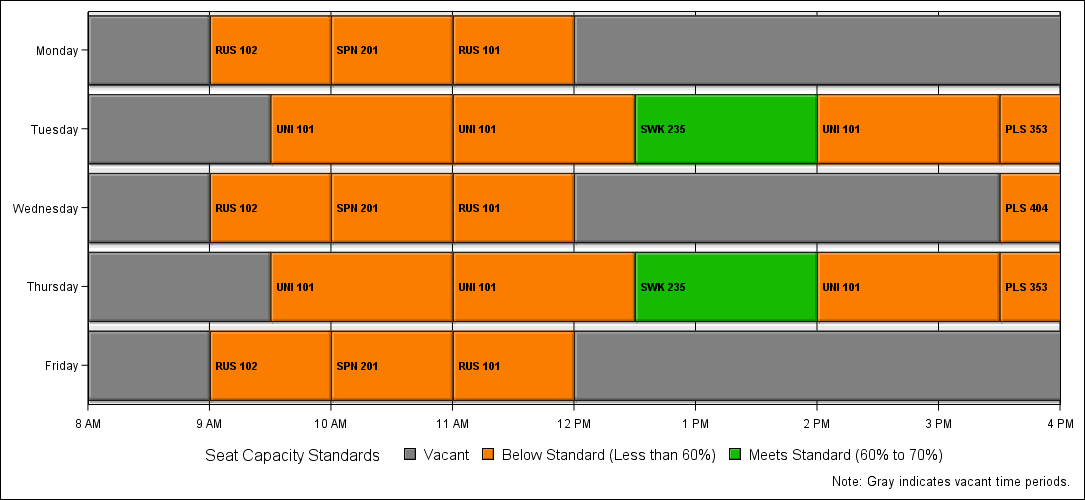 Monday RUS 102 SPN 201 RUS 101
Tuesday UNI 101 UNI 101 SWK 235 UNI 101 PLS 353
Wednesday RUS 102 SPN 201 RUS 101 PLS 404
Thursday UNI 101 UNI 101 SWK 235 UNI 101 PLS 353
Friday RUS 102 SPN 201 RUS 101
8 AM 9 AM 10 AM 11 AM 12 PM 1 PM 2 PM 3 PM 4 PM
Seat Capacity Standards Vacant Below Standard (Less than 60%) Meets Standard (60% to 70%)
Note: Gray indicates vacant time periods.